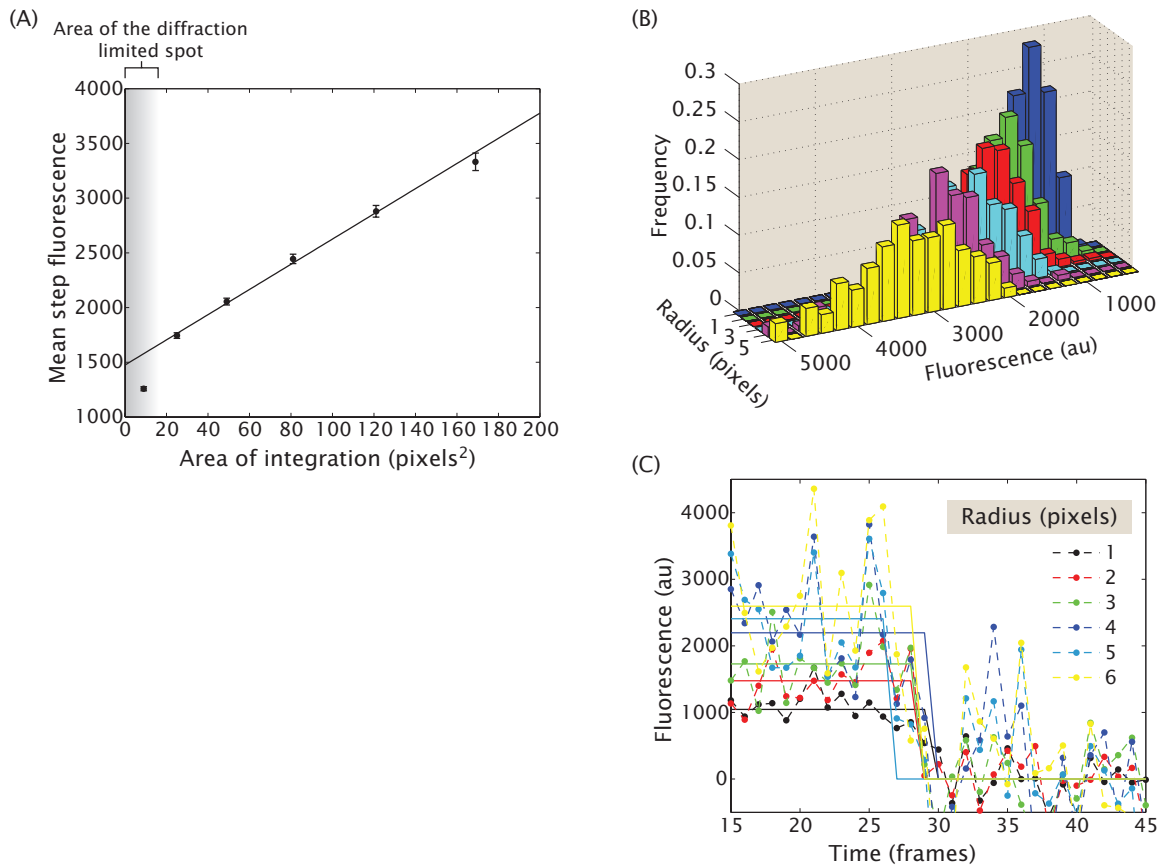 (A)
Area of the diffraction
limited spot
4000
3500
3000
2500
2000
1500
1000
Mean step fluorescence
0 20 40 60 80 100 120 140 160 180 200
Area of integration (pixels2)
(B)
0.3
0.25
0.2
0.15
0.1
0.05
0
Frequency
1
3
5
Radius (pixels)
5000
4000
3000
2000
1000
Fluorescence (au)
(C)
4000
3000
2000
1000
0
Fluorescence (au)
Radius (pixels)
1
2
3
4
5
6
15 20 25 30 35 40 45
Time (frames)